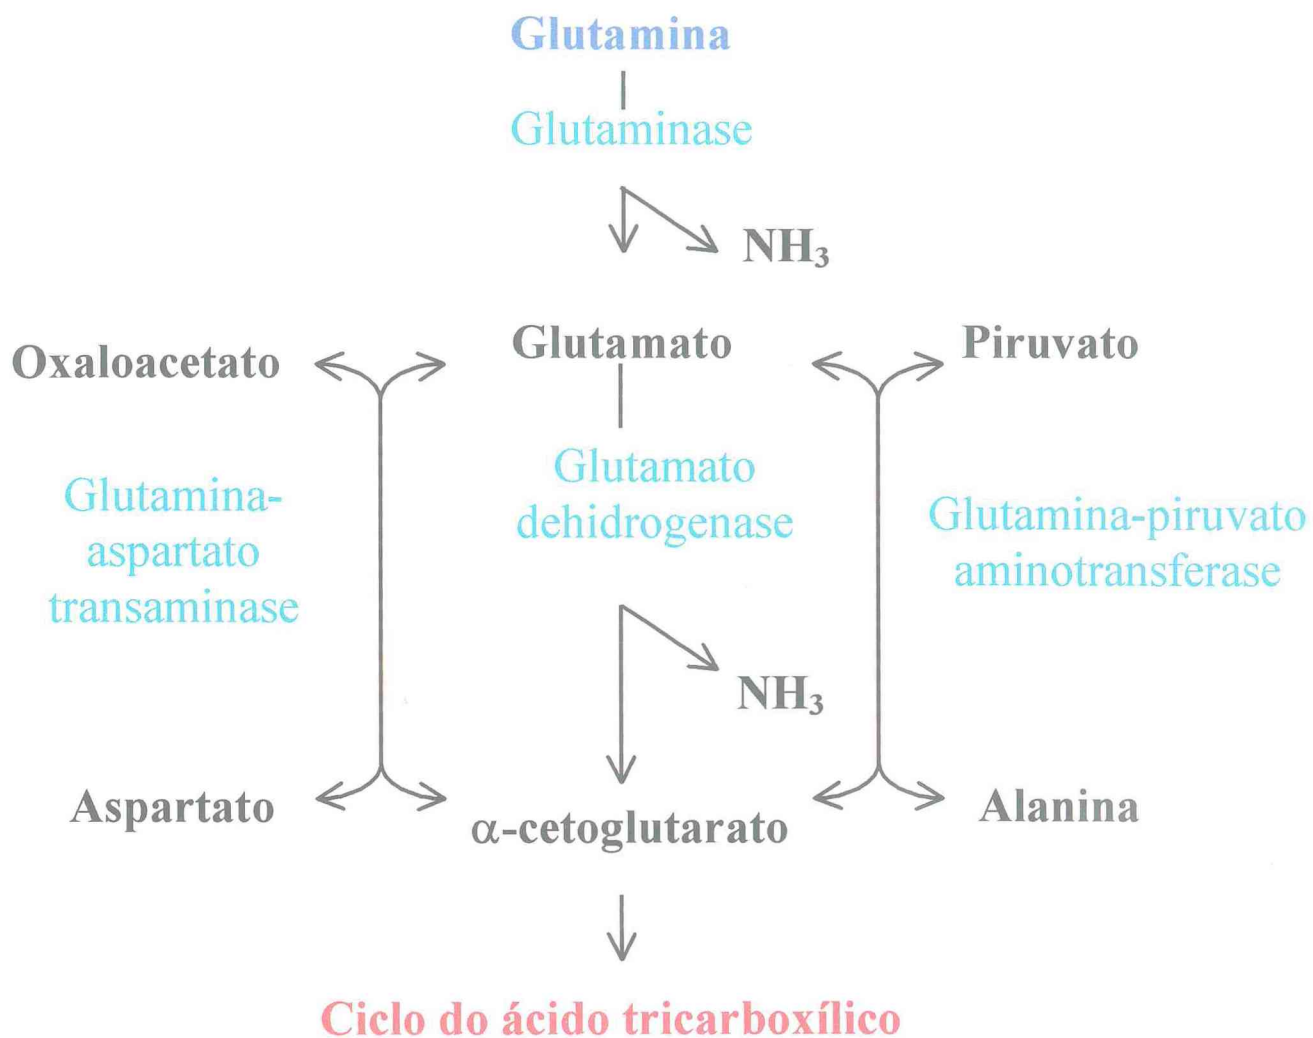 Glutamina
Glutaminase
NH₃
Oxaloacetato
Glutamato
Piruvato
Glutamina-
aspartato
transaminase
Glutamato
dehidrogenase
Glutamina-piruvato
aminotransferase
NH₃
Aspartato
α-cetoglutarato
Alanina
Ciclo do ácido tricarboxílico